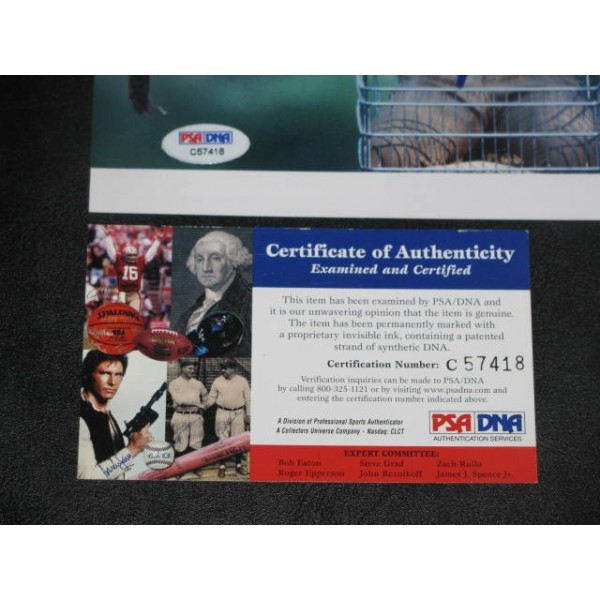 PSA DNA
C57418
Certificate of Authenticity
Examined and Certified
This item has been examined by PSA/DNA and
it is our unwavering opinion that the item is genuine.
The item has been permanently marked with
a proprietary invisible ink, containing a patented
strand of synthetic DNA.
Certification Number: C 57418
Verification inquiries can be made to PSA/DNA
by calling 800-325-1121 or by visiting www.psadna.com and
entering the certification number indicated above.
A Division of Professional Sports Authenticator
A Collectors Universe Company - Nasdaq: CLCT
PSA DNA
AUTHENTICATION SERVICES
EXPERT COMMITTEE:
Bob Eaton Steve Grad Zach Rullo
Roger Epperson John Reznikoff James J. Spence Jr.
16
SPALDING